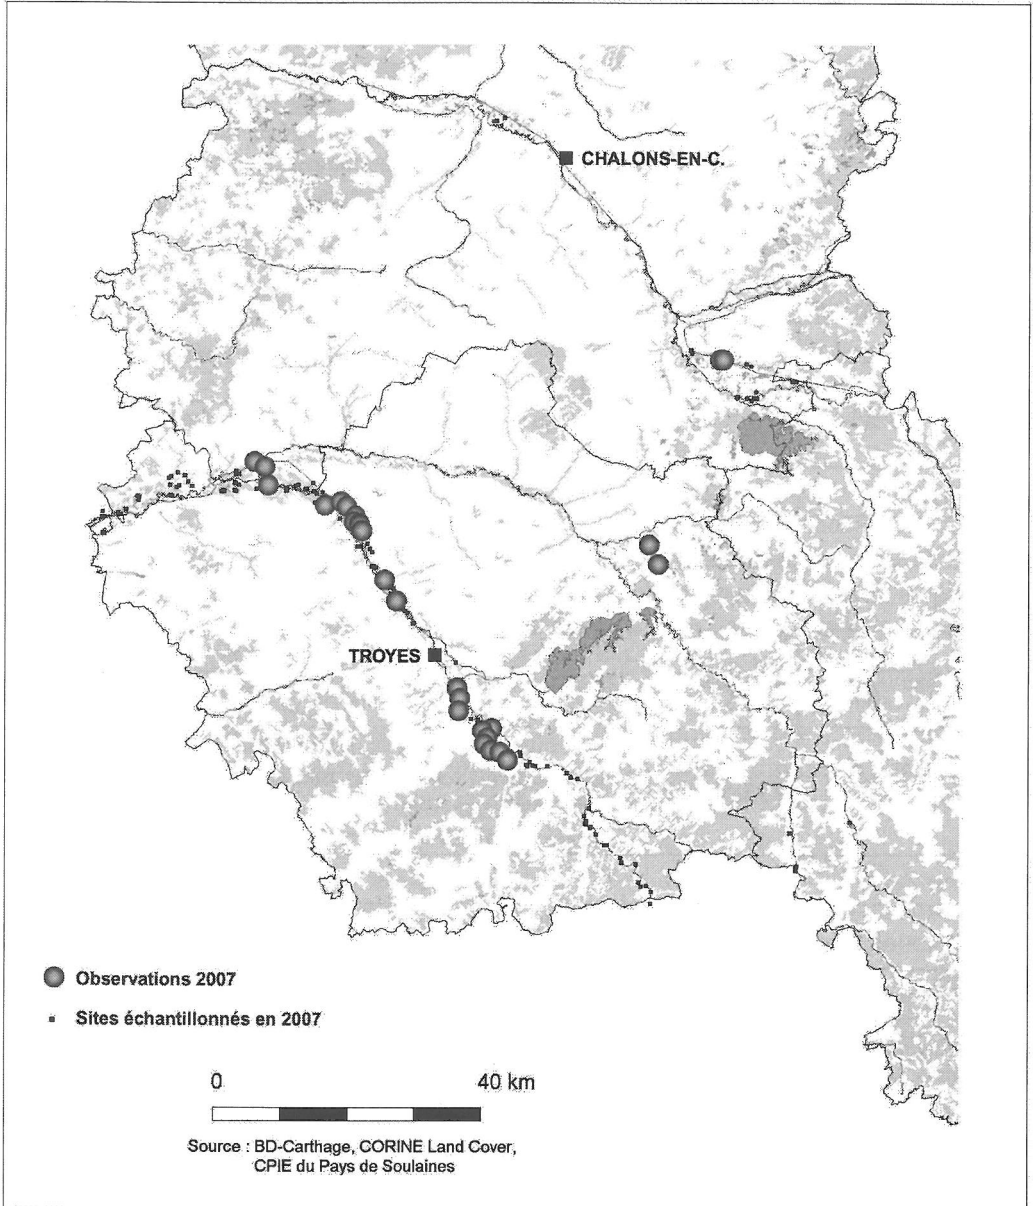 CHALONS-EN-C.
TROYES
Observations 2007
Sites échantillonnés en 2007
0 40 km
Source : BD-Carthage, CORINE Land Cover,
CPIE du Pays de Soulaines